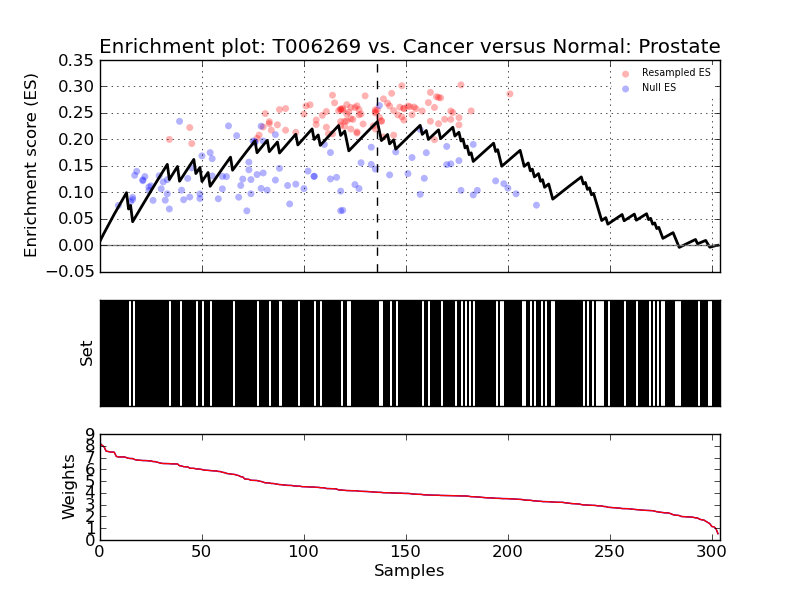 Enrichment plot: T006269 vs. Cancer versus Normal: Prostate
0.35
0.30
0.25
0.20
0.15
0.10
0.05
0.00
−0.05
Enrichment score (ES)
Resampled ES
Null ES
Set
9
8
7
6
5
4
3
2
1
0
Weights
0 50 100 150 200 250 300
Samples